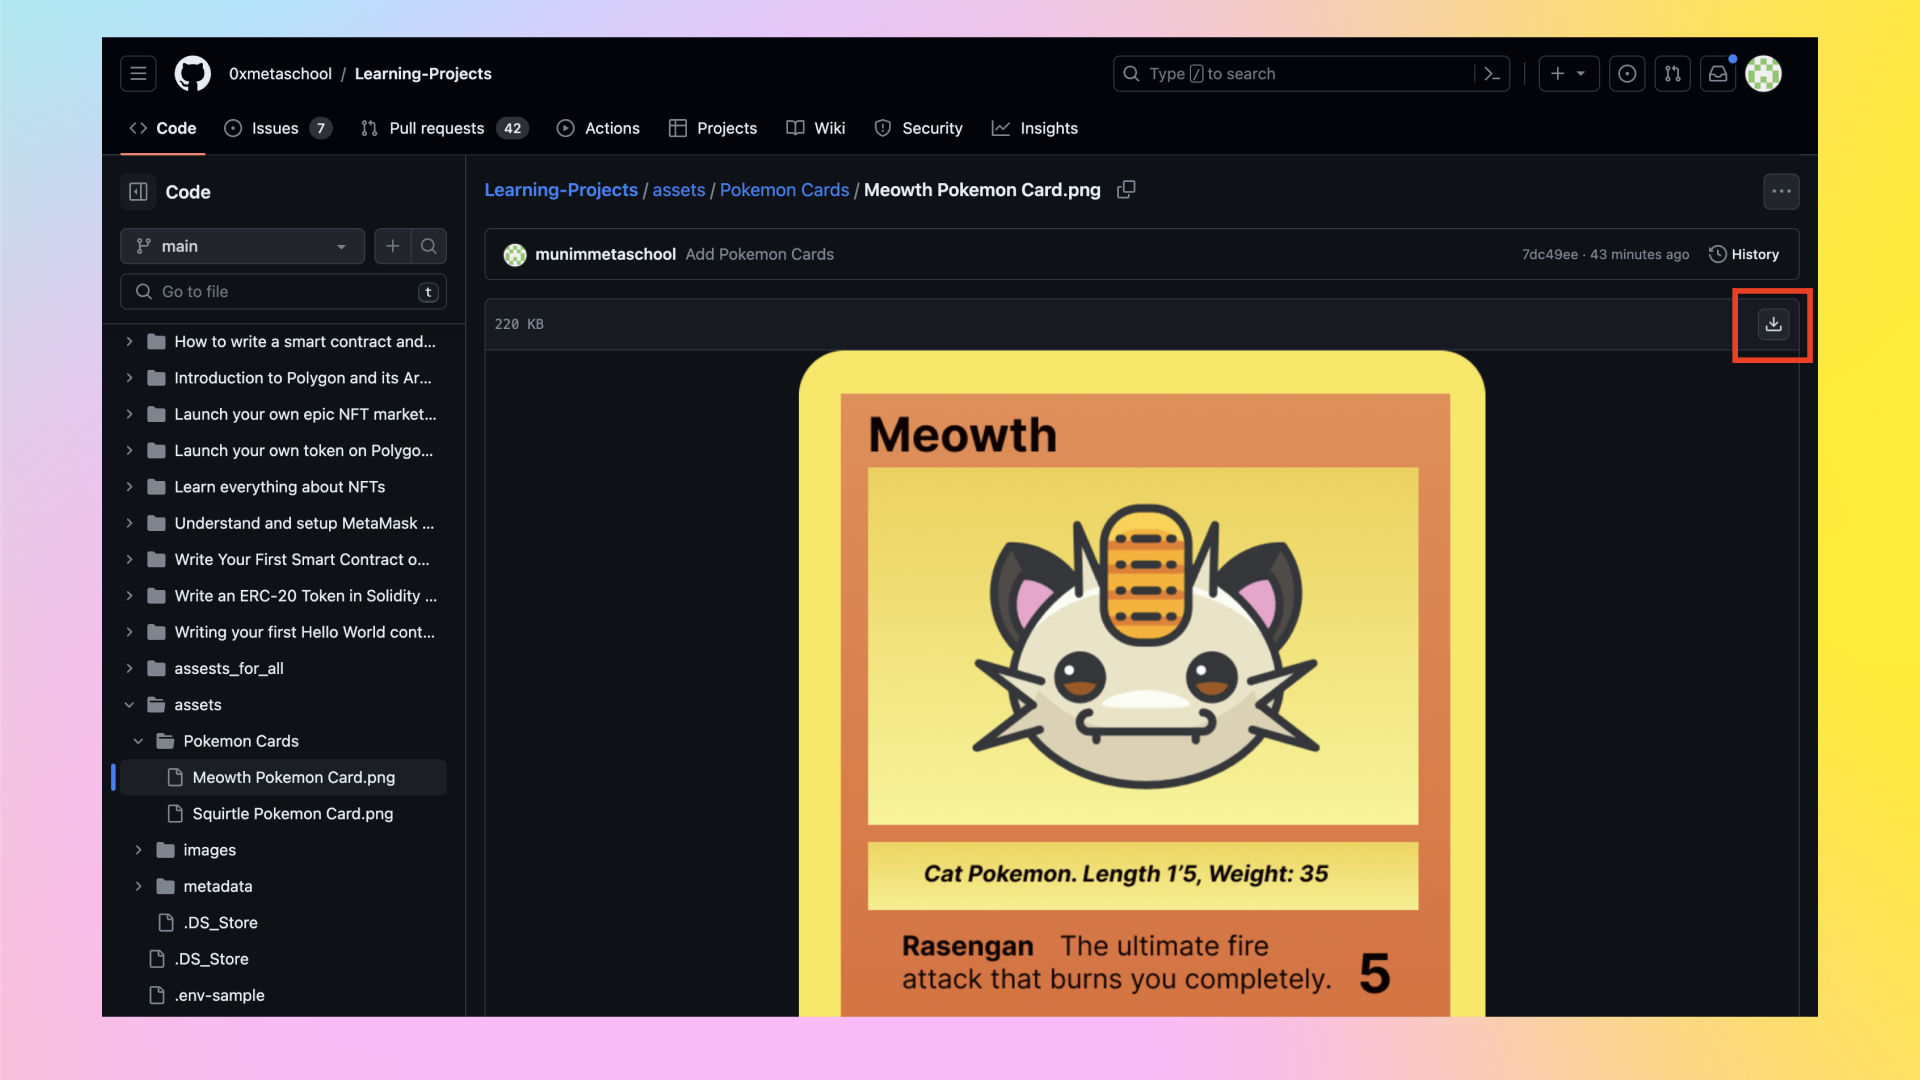 0xmetaschool / Learning-Projects
Type / to search
Code
Issues 7
Pull requests 42
Actions
Projects
Wiki
Security
Insights
Code
main
Go to file
t
How to write a smart contract and...
Introduction to Polygon and its Ar...
Launch your own epic NFT market...
Launch your own token on Polygo...
Learn everything about NFTs
Understand and setup MetaMask ...
Write Your First Smart Contract o...
Write an ERC-20 Token in Solidity ...
Writing your first Hello World cont...
assests_for_all
assets
Pokemon Cards
Meowth Pokemon Card.png
Squirtle Pokemon Card.png
images
metadata
.DS_Store
.DS_Store
.env-sample
Learning-Projects / assets / Pokemon Cards / Meowth Pokemon Card.png
munimmetaschool Add Pokemon Cards
7dc49ee · 43 minutes ago
History
220 KB
Meowth
Cat Pokemon. Length 1’5, Weight: 35
Rasengan The ultimate fire
attack that burns you completely.
5